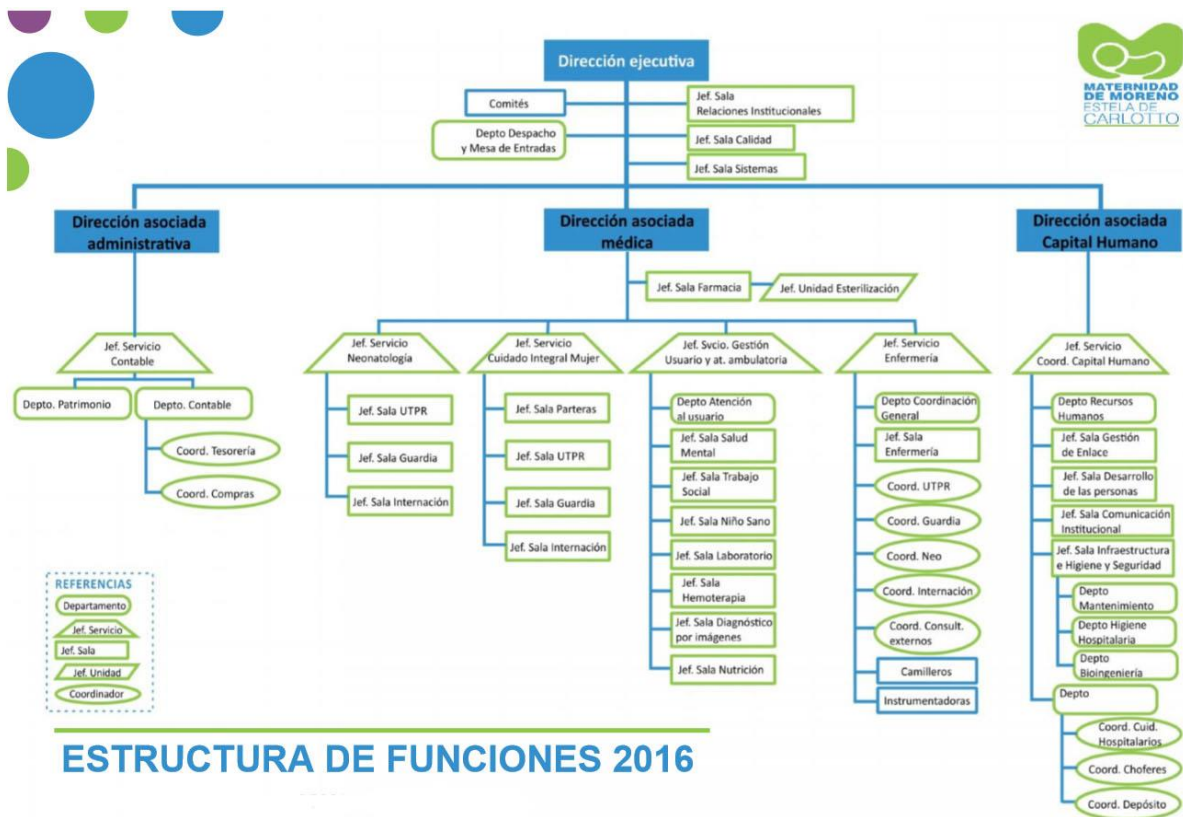 Dirección ejecutiva
MATERNIDAD
DE MORENO
ESTELA DE
CARLOTTO
Comités
Jef. Sala
Relaciones Institucionales
Depto Despacho
y Mesa de Entradas
Jef. Sala Calidad
Jef. Sala Sistemas
Dirección asociada
administrativa
Dirección asociada
médica
Dirección asociada
Capital Humano
Jef. Sala Farmacia
Jef. Unidad Esterilización
Jef. Servicio
Contable
Depto. Patrimonio
Depto. Contable
Coord. Tesorería
Coord. Compras
Jef. Servicio
Neonatología
Jef. Sala UTPR
Jef. Sala Guardia
Jef. Sala Internación
Jef. Servicio
Cuidado Integral Mujer
Jef. Sala Parteras
Jef. Sala UTPR
Jef. Sala Guardia
Jef. Sala Internación
Jef. Svcio. Gestión
Usuario y at. ambulatoria
Depto Atención
al usuario
Jef. Sala Salud
Mental
Jef. Sala Trabajo
Social
Jef. Sala Niño Sano
Jef. Sala Laboratorio
Jef. Sala
Hemoterapia
Jef. Sala Diagnóstico
por imágenes
Jef. Sala Nutrición
Jef. Servicio
Enfermería
Depto Coordinación
General
Jef. Sala
Enfermería
Coord. UTPR
Coord. Guardia
Coord. Neo
Coord. Internación
Coord. Consult.
externos
Camilleros
Instrumentadoras
Jef. Servicio
Coord. Capital Humano
Depto Recursos
Humanos
Jef. Sala Gestión
de Enlace
Jef. Sala Desarrollo
de las personas
Jef. Sala Comunicación
Institucional
Jef. Sala Infraestructura
e Higiene y Seguridad
Depto
Mantenimiento
Depto Higiene
Hospitalaria
Depto
Bioingeniería
Depto
Coord. Cuid.
Hospitalarios
Coord. Choferes
Coord. Depósito
REFERENCIAS
Departamento
Jef. Servicio
Jef. Sala
Jef. Unidad
Coordinador
ESTRUCTURA DE FUNCIONES 2016